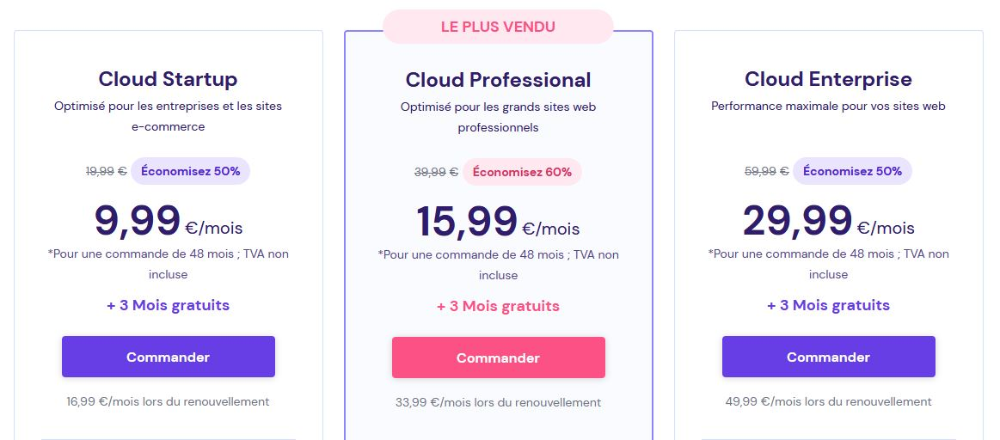 LE PLUS VENDU
Cloud Startup
Optimisé pour les entreprises et les sites
e-commerce
19,99 € Économisez 50%
9,99 €/mois
*Pour une commande de 48 mois ; TVA non
incluse
+ 3 Mois gratuits
Commander
16,99 €/mois lors du renouvellement
Cloud Professional
Optimisé pour les grands sites web
professionnels
39,99 € Économisez 60%
15,99 €/mois
*Pour une commande de 48 mois ; TVA non
incluse
+ 3 Mois gratuits
Commander
33,99 €/mois lors du renouvellement
Cloud Enterprise
Performance maximale pour vos sites web
59,99 € Économisez 50%
29,99 €/mois
*Pour une commande de 48 mois ; TVA non
incluse
+ 3 Mois gratuits
Commander
49,99 €/mois lors du renouvellement